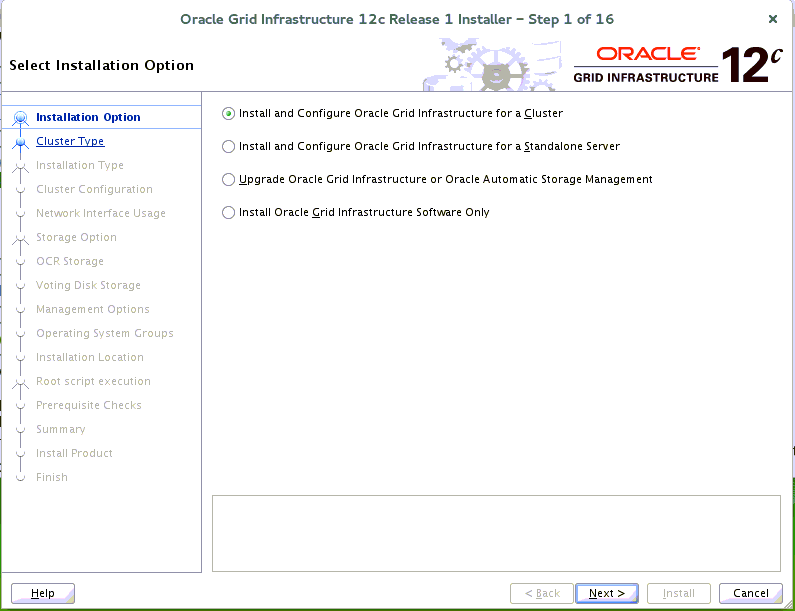 Oracle Grid Infrastructure 12c Release 1 Installer – Step 1 of 16
Select Installation Option
ORACLE
GRID INFRASTRUCTURE
12c
Installation Option
Cluster Type
Installation Type
Cluster Configuration
Network Interface Usage
Storage Option
OCR Storage
Voting Disk Storage
Management Options
Operating System Groups
Installation Location
Root script execution
Prerequisite Checks
Summary
Install Product
Finish
Install and Configure Oracle Grid Infrastructure for a Cluster
Install and Configure Oracle Grid Infrastructure for a Standalone Server
Upgrade Oracle Grid Infrastructure or Oracle Automatic Storage Management
Install Oracle Grid Infrastructure Software Only
Help
< Back
Next >
Install
Cancel